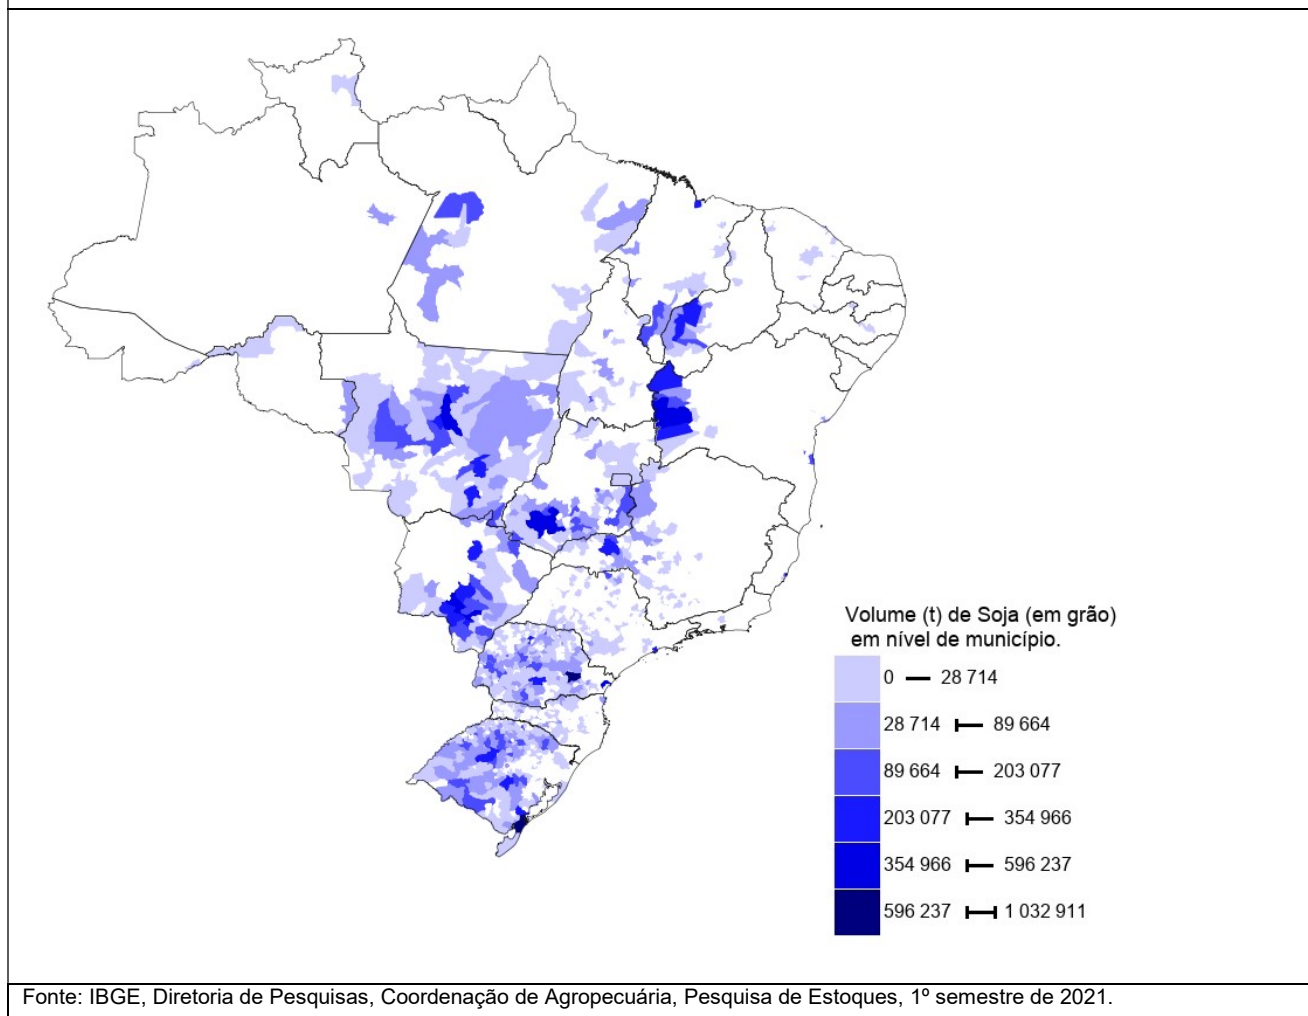 Volume (t) de Soja (em grão)
em nível de município.
0 — 28 714
28 714 ⊢ 89 664
89 664 ⊢ 203 077
203 077 ⊢ 354 966
354 966 ⊢ 596 237
596 237 ⊢⊣ 1 032 911
Fonte: IBGE, Diretoria de Pesquisas, Coordenação de Agropecuária, Pesquisa de Estoques, 1º semestre de 2021.